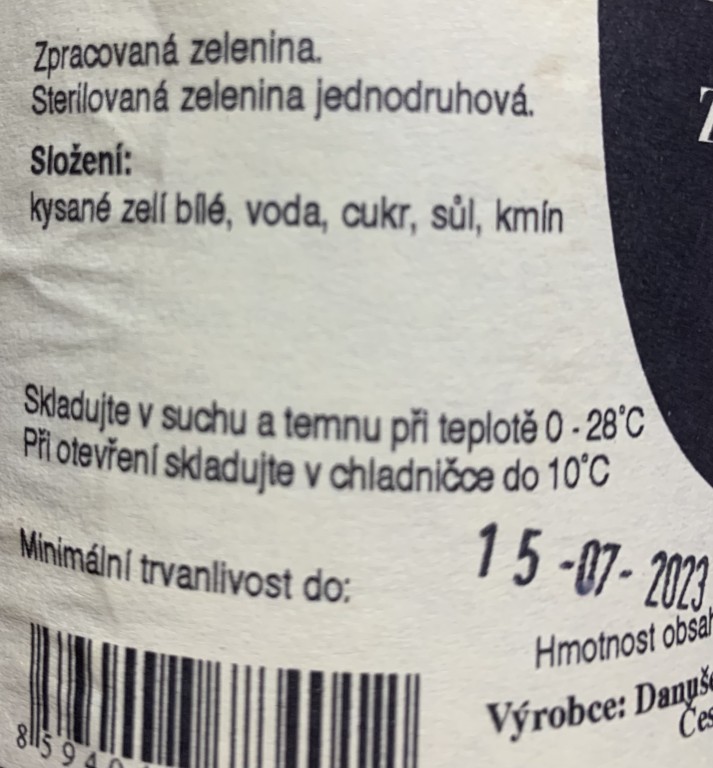 Zpracovaná zelenina.
Sterilovaná zelenina jednodruhová.
Složení:
kysané zelí bílé, voda, cukr, sůl, kmín
Skladujte v suchu a temnu při teplotě 0 - 28°C
Při otevření skladujte v chladničce do 10°C
Minimální trvanlivost do: 15-07-2023
Hmotnost
Výrobce: